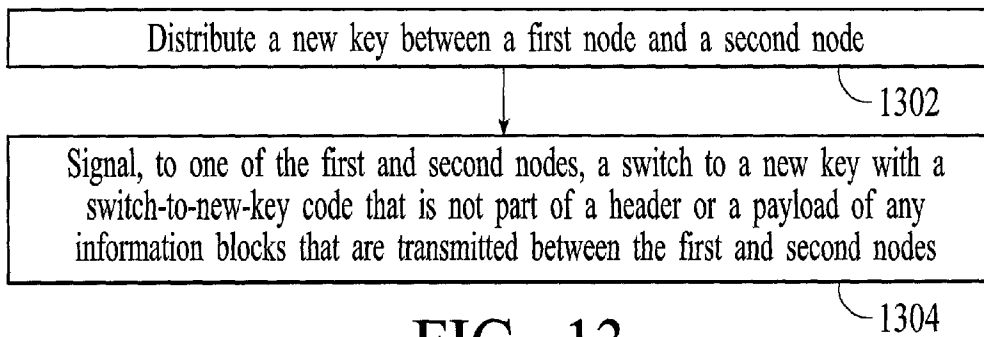 Distribute a new key between a first node and a second node
1302
Signal, to one of the first and second nodes, a switch to a new key with a
switch-to-new-key code that is not part of a header or a payload of any
information blocks that are transmitted between the first and second nodes
1304
FIG. 13